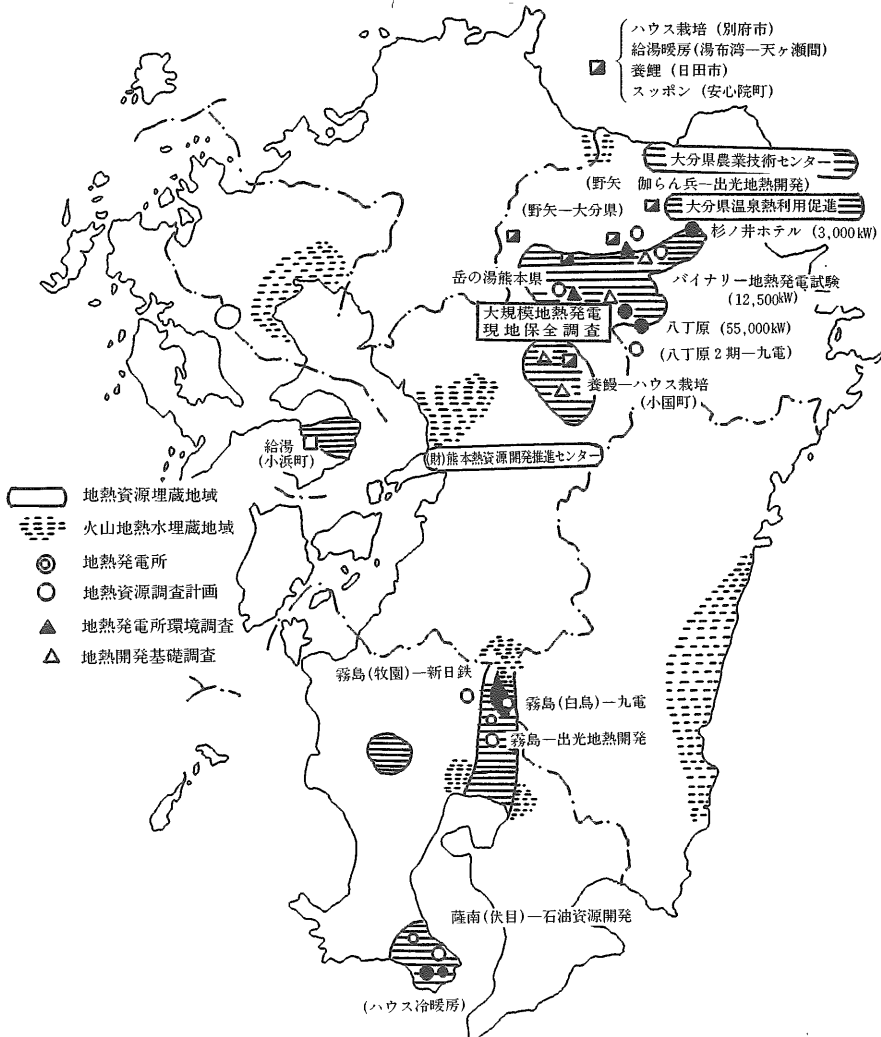 ハウス栽培 (別府市)
給湯暖房(湯布湾—天ヶ瀬間)
養鯉 (日田市)
スッポン (安心院町)
大分県農業技術センター
(野矢 伽らん兵—出光地熱開発)
(野矢—大分県)
大分県温泉熱利用促進
杉ノ井ホテル (3,000kW)
岳の湯熊本県
バイナリー地熱発電試験
(12,500kW)
大規模地熱発電
現地保全調査
八丁原 (55,000kW)
(八丁原2期—九電)
養鰻—ハウス栽培
(小国町)
給湯
(小浜町)
(財)熊本熱資源開発推進センター
地熱資源埋蔵地域
火山地熱水埋蔵地域
地熱発電所
地熱資源調査計画
地熱発電所環境調査
地熱開発基礎調査
霧島(牧園)—新日鉄
霧島(白鳥)—九電
霧島—出光地熱開発
薩南(伏目)—石油資源開発
(ハウス冷暖房)